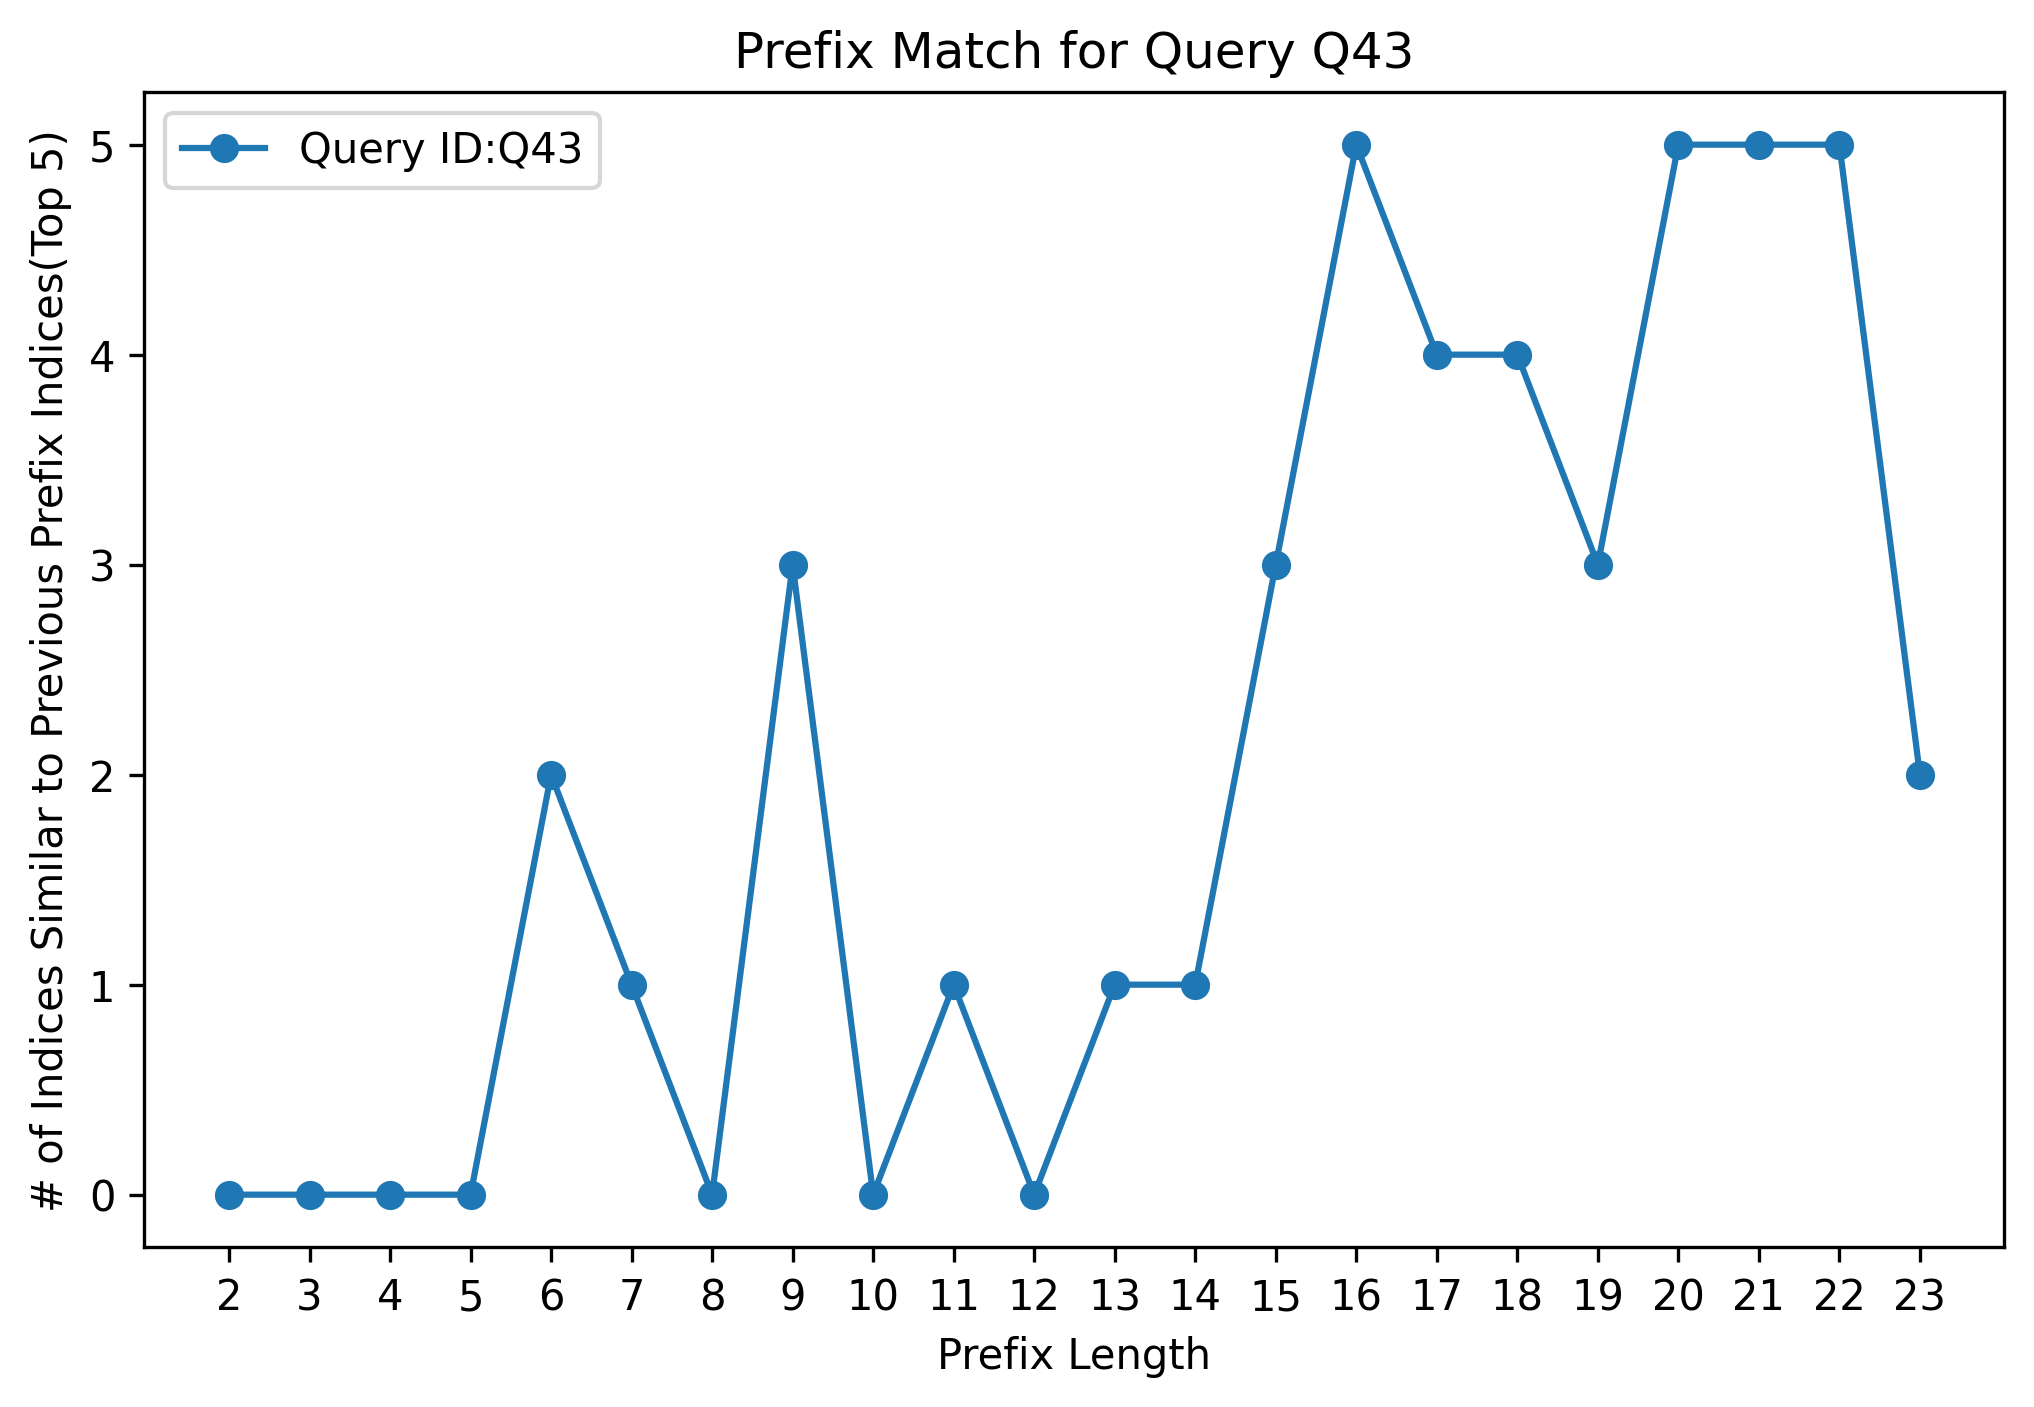 Prefix Match for Query Q43
Query ID:Q43
# of Indices Similar to Previous Prefix Indices(Top 5)
5
4
3
2
1
0
2 3 4 5 6 7 8 9 10 11 12 13 14 15 16 17 18 19 20 21 22 23
Prefix Length